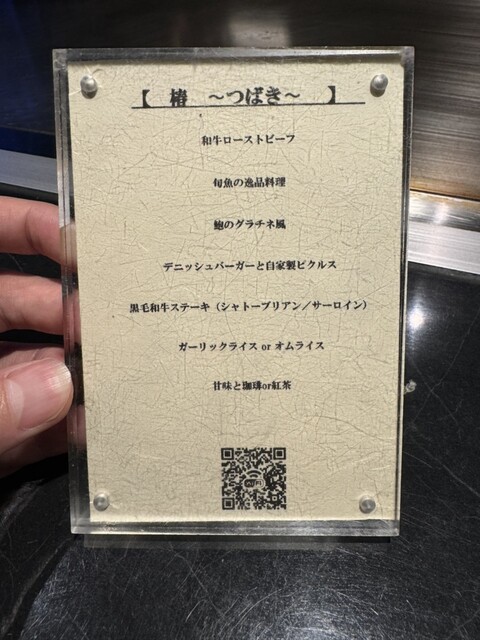 【 椿 ～つばき～ 】
和牛ローストビーフ
旬魚の逸品料理
鮑のグラチネ風
デニッシュバーガーと自家製ピクルス
黒毛和牛ステーキ（シャトーブリアン／サーロイン）
ガーリックライス or オムライス
甘味と珈琲or紅茶